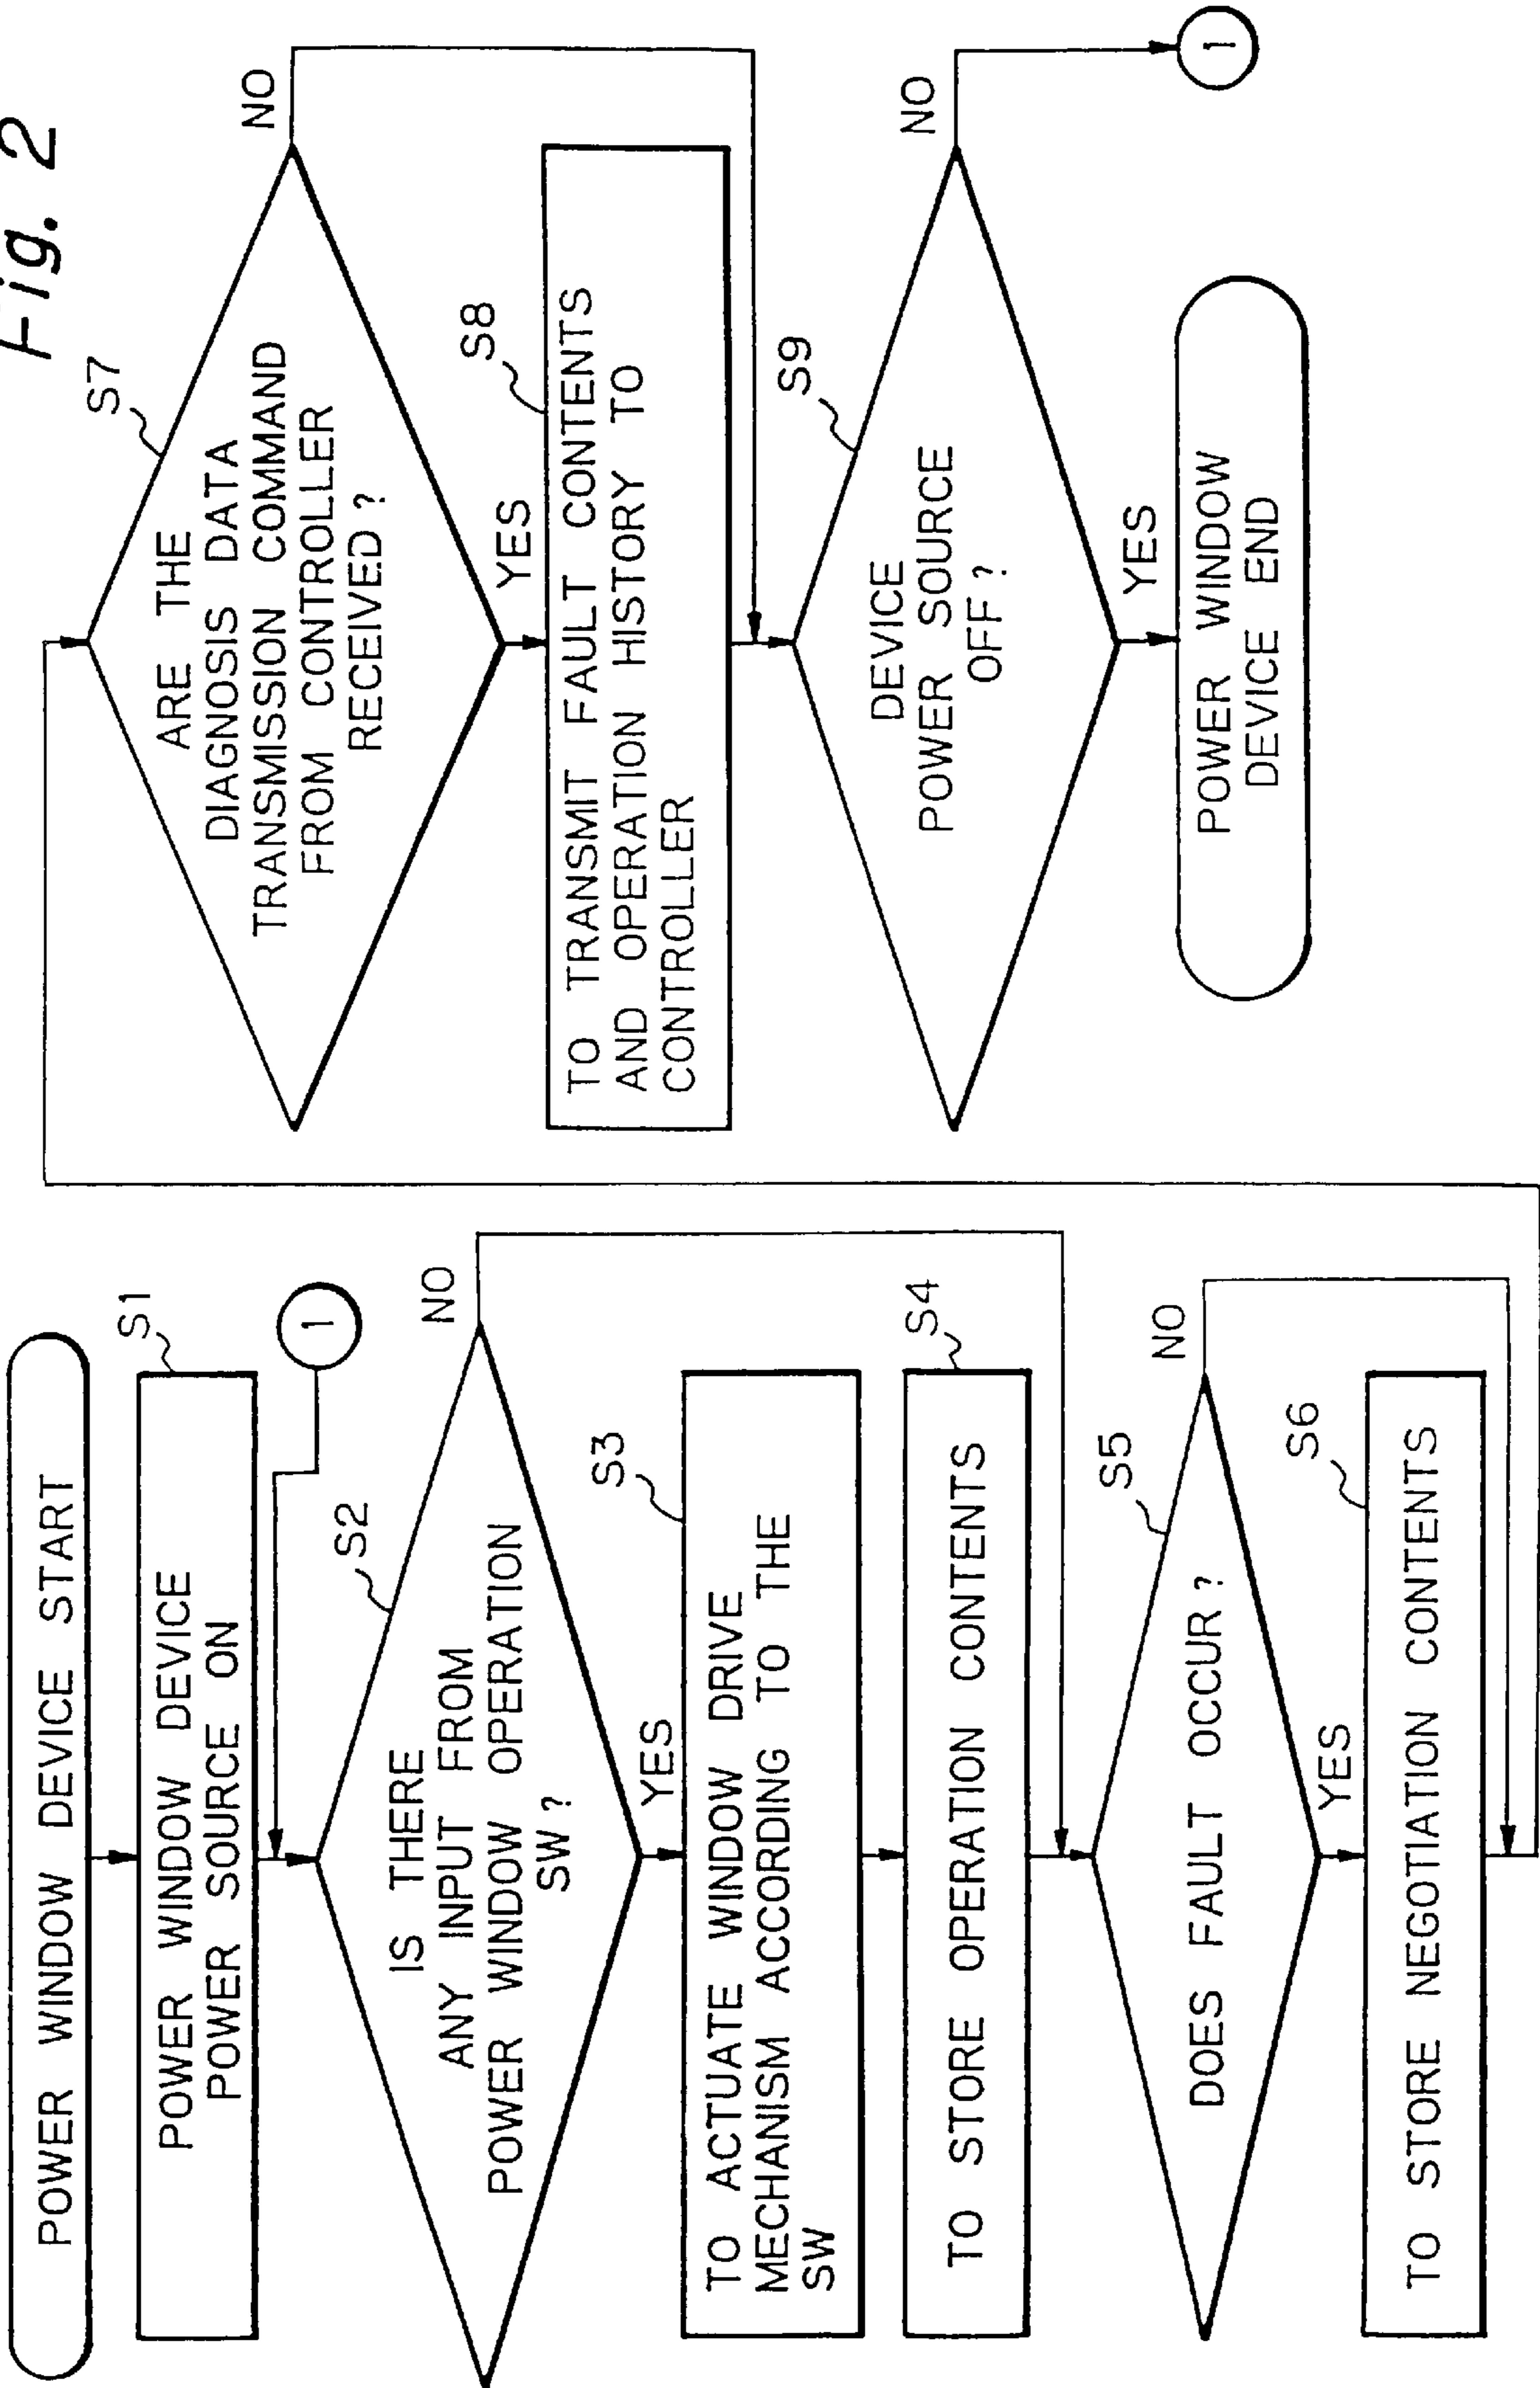 Fig. 2
POWER WINDOW DEVICE START
S1
POWER WINDOW DEVICE
POWER SOURCE ON
1
S2
IS THERE
ANY INPUT FROM
POWER WINDOW OPERATION
SW ?
NO
YES
S3
TO ACTUATE WINDOW DRIVE
MECHANISM ACCORDING TO THE
SW
S4
TO STORE OPERATION CONTENTS
S5
DOES FAULT OCCUR ?
NO
YES
S6
TO STORE NEGOTIATION CONTENTS
S7
ARE THE
DIAGNOSIS DATA
TRANSMISSION COMMAND
FROM CONTROLLER
RECEIVED ?
NO
YES
S8
TO TRANSMIT FAULT CONTENTS
AND OPERATION HISTORY TO
CONTROLLER
S9
DEVICE
POWER SOURCE
OFF ?
NO
1
YES
POWER WINDOW
DEVICE END